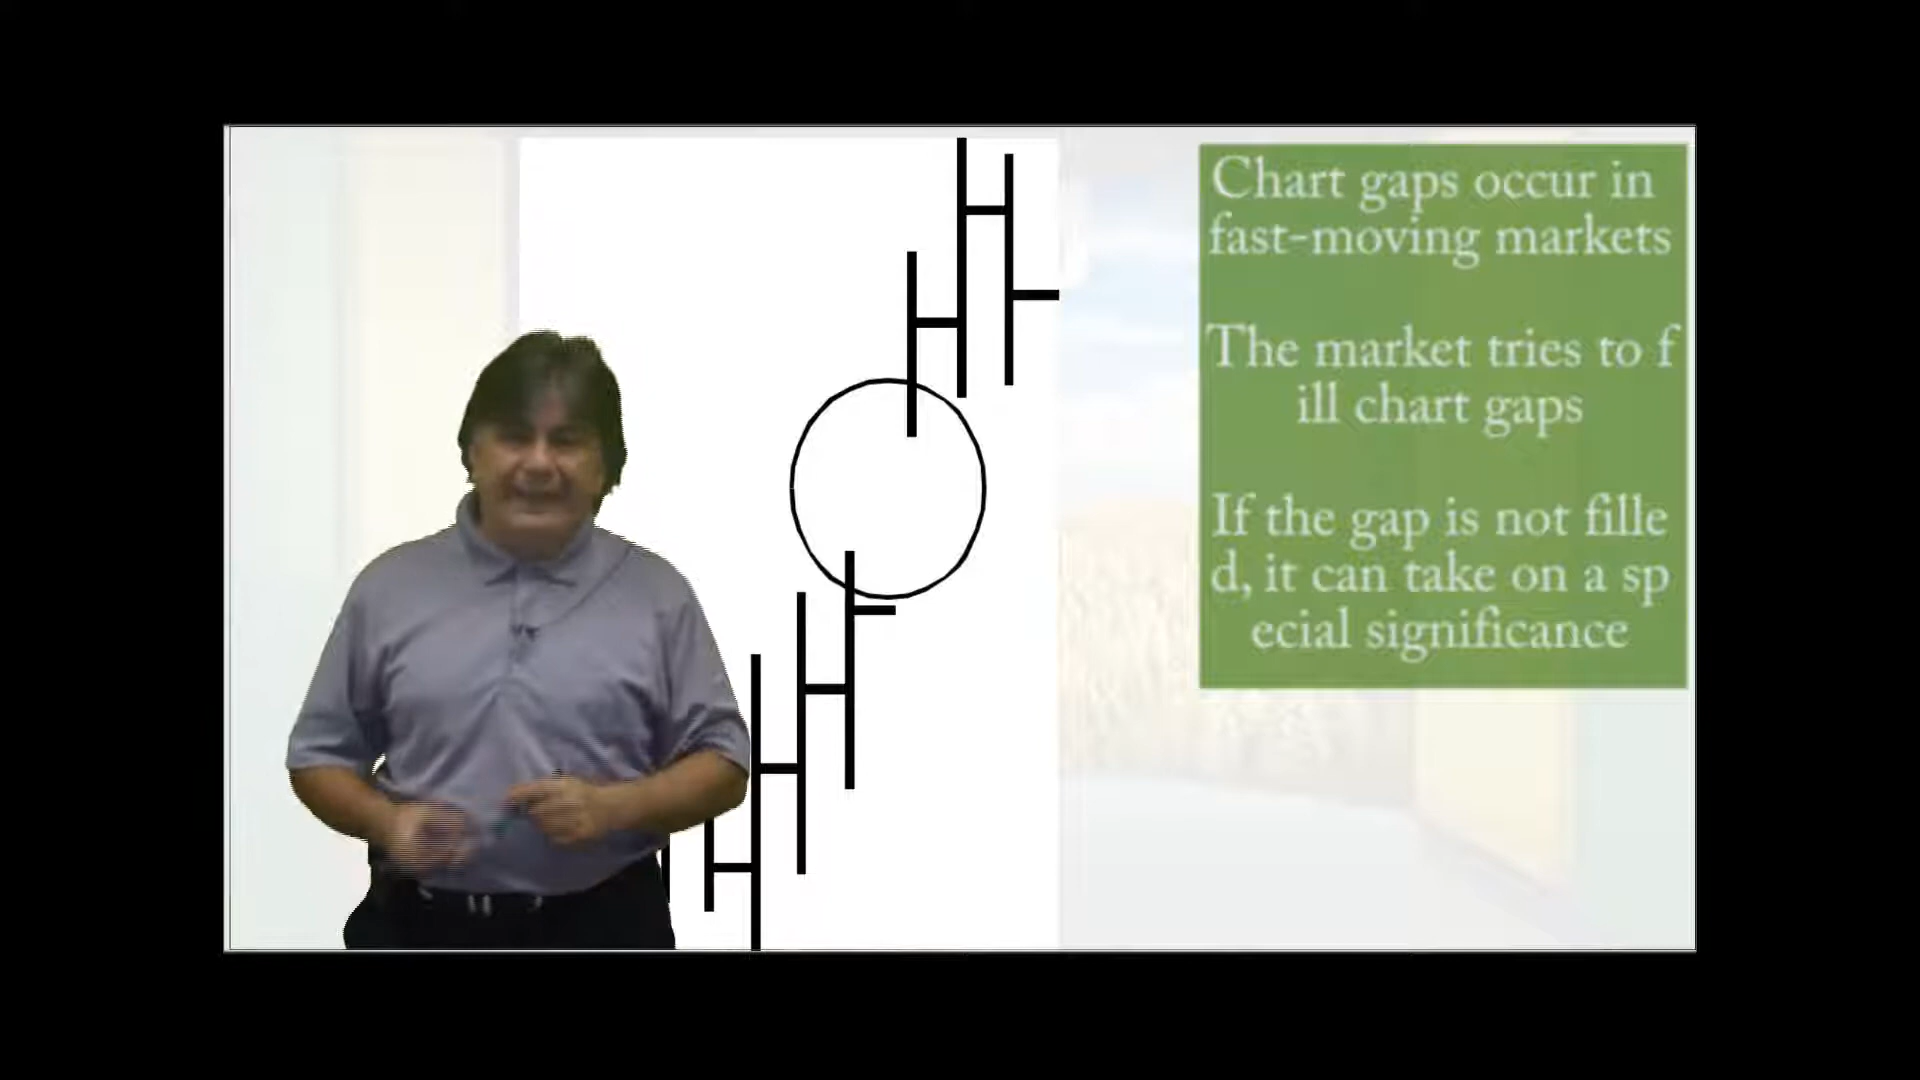 Chart gaps occur in
fast-moving markets
The market tries to f
ill chart gaps
If the gap is not fille
d, it can take on a sp
ecial significance